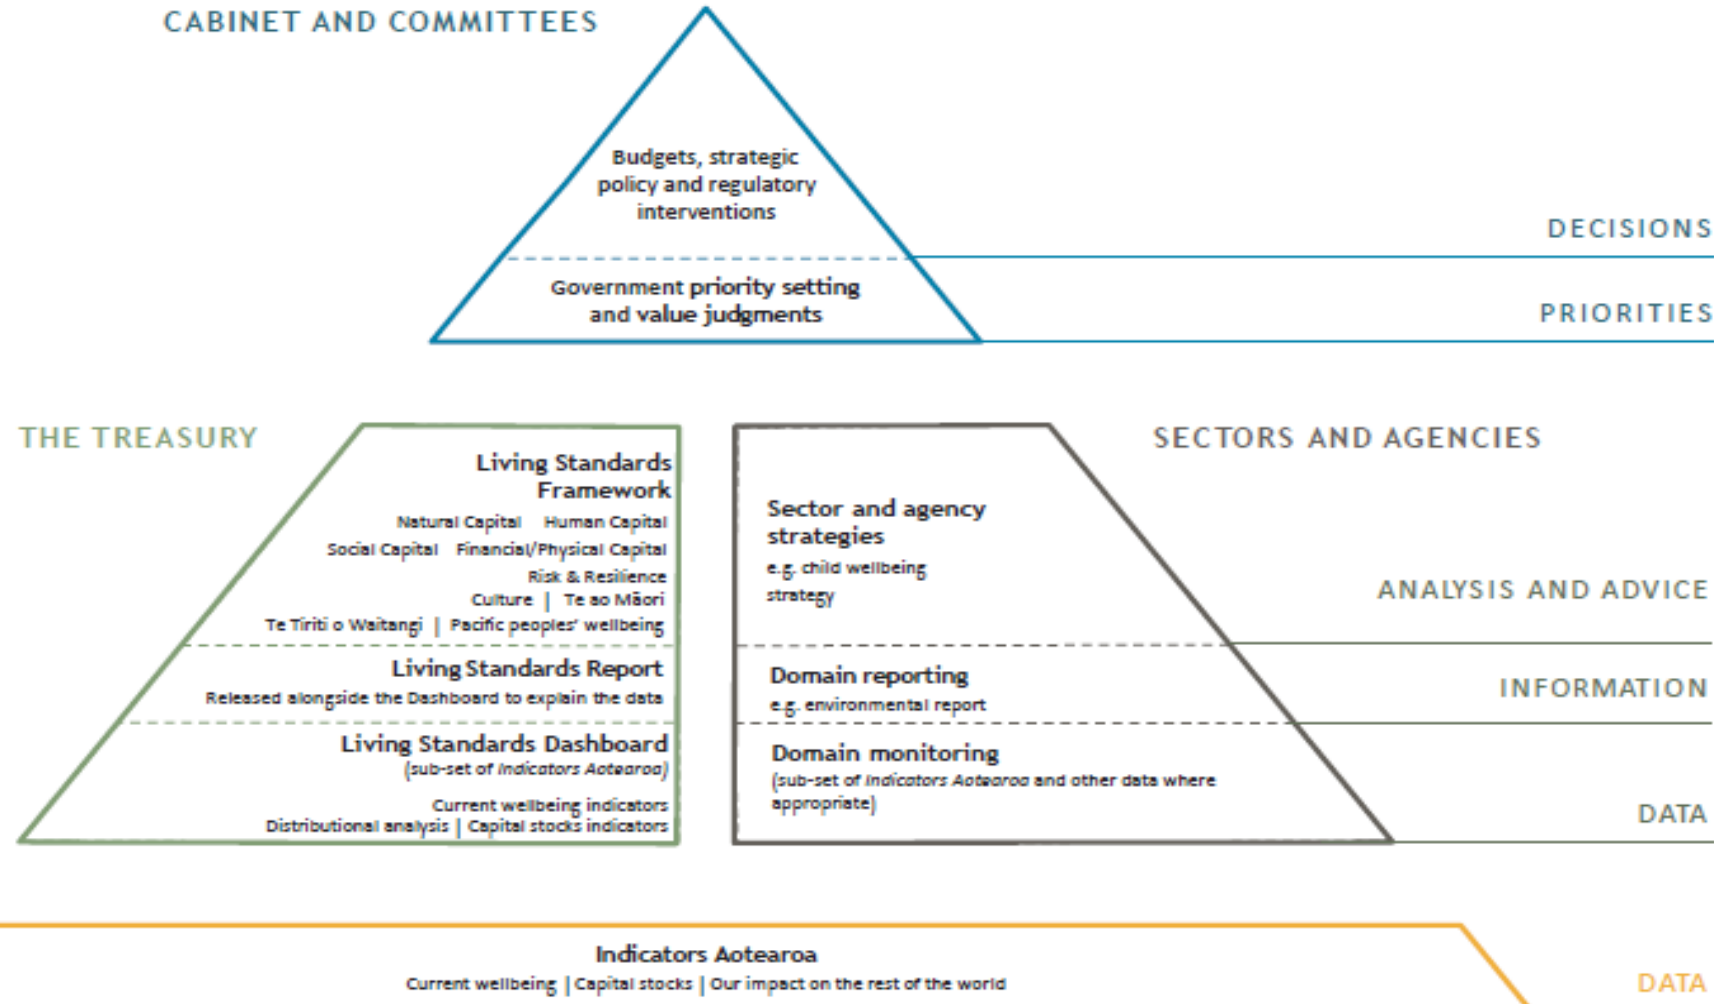 CABINET AND COMMITTEES
Budgets, strategic
policy and regulatory
interventions
DECISIONS
Government priority setting
and value judgments
PRIORITIES
THE TREASURY
Living Standards
Framework
Natural Capital Human Capital
Social Capital Financial/Physical Capital
Risk & Resilience
Culture | Te ao Māori
Te Tiriti o Waitangi | Pacific peoples' wellbeing
Living Standards Report
Released alongside the Dashboard to explain the data
Living Standards Dashboard
(sub-set of Indicators Aotearoa)
Current wellbeing indicators
Distributional analysis | Capital stocks indicators
SECTORS AND AGENCIES
Sector and agency
strategies
e.g. child wellbeing
strategy
ANALYSIS AND ADVICE
Domain reporting
e.g. environmental report
INFORMATION
Domain monitoring
(sub-set of Indicators Aotearoa and other data where
appropriate)
DATA
Indicators Aotearoa
Current wellbeing | Capital stocks | Our impact on the rest of the world
DATA